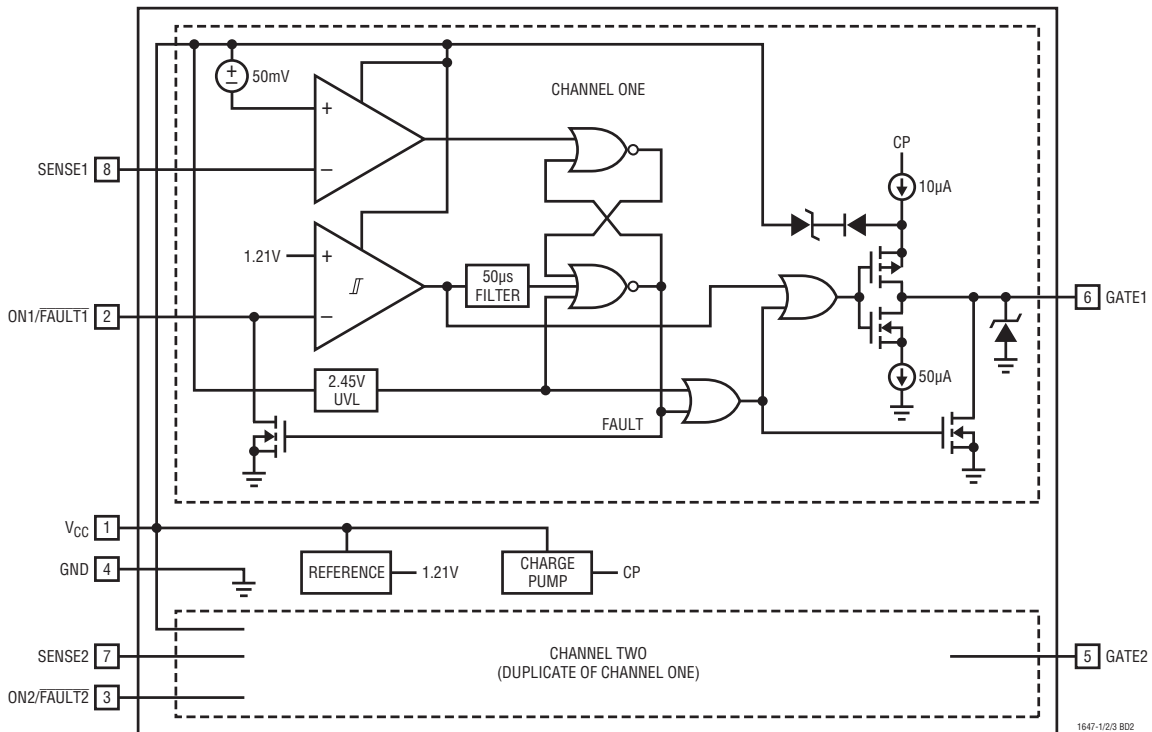 50mV
CHANNEL ONE
+
−
SENSE1 8
CP
10µA
1.21V
+
−
50µs
FILTER
ON1/FAULT1 2
6 GATE1
2.45V
UVL
50µA
FAULT
VCC 1
GND 4
REFERENCE
1.21V
CHARGE
PUMP
CP
SENSE2 7
CHANNEL TWO
(DUPLICATE OF CHANNEL ONE)
5 GATE2
ON2/FAULT2 3
1647-1/2/3 BD2